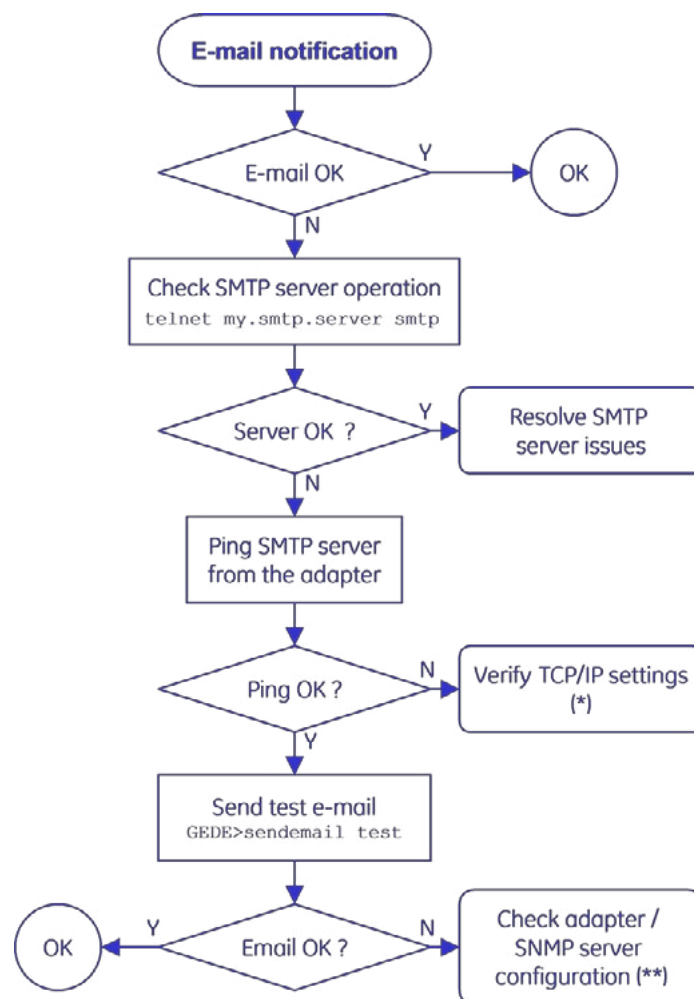 E-mail notification
E-mail OK
Y
OK
N
Check SMTP server operation
telnet my.smtp.server smtp
Server OK ?
Y
Resolve SMTP
server issues
N
Ping SMTP server
from the adapter
Ping OK ?
N
Verify TCP/IP settings
(*)
Y
Send test e-mail
GEDE>sendemail test
OK
Y
Email OK ?
N
Check adapter /
SNMP server
configuration (**)